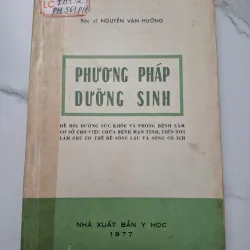 Bác sĩ NGUYỄN VĂN HƯỞNG
PHƯƠNG PHÁP
DƯỠNG SINH
ĐỂ BỒI DƯỠNG SỨC KHỎE VÀ PHÒNG BỆNH LÀM
CƠ SỞ CHO VIỆC CHỮA BỆNH MẠN TÍNH, TIẾN TỚI
LÀM CHỦ CƠ THỂ ĐỂ SỐNG LÂU VÀ SỐNG CÓ ÍCH
NHÀ XUẤT BẢN Y HỌC
1977